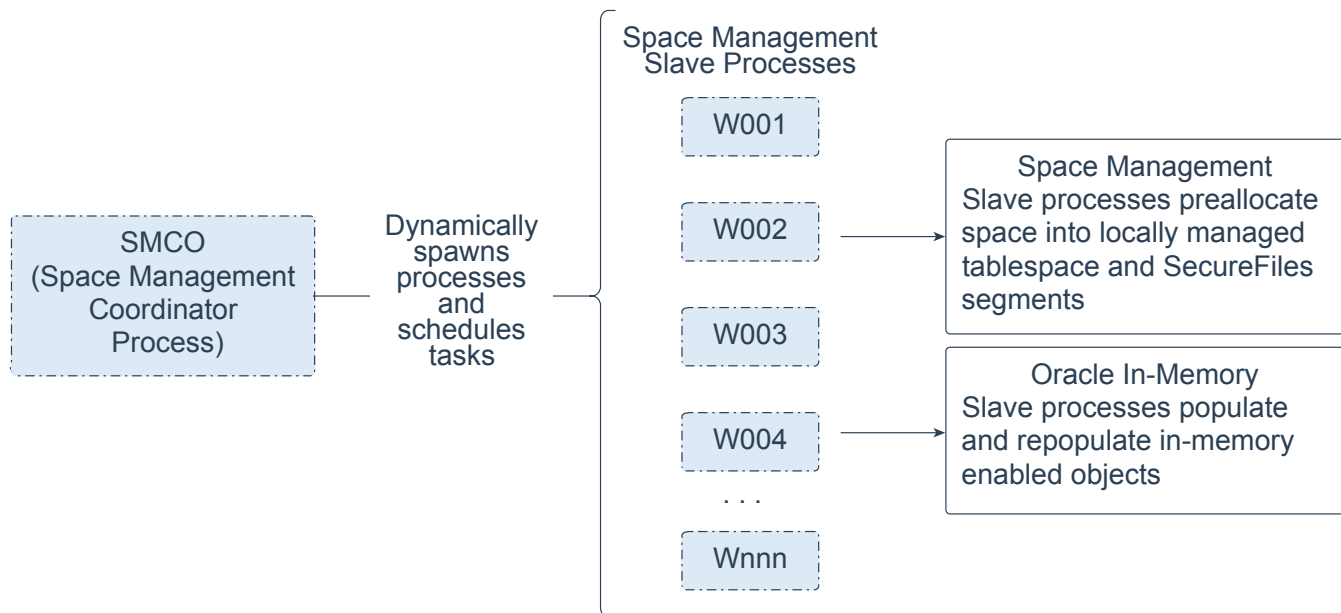 SMCO
(Space Management
Coordinator
Process)
Dynamically
spawns
processes
and
schedules
tasks
Space Management
Slave Processes
W001
W002
W003
W004
. . .
Wnnn
Space Management
Slave processes preallocate
space into locally managed
tablespace and SecureFiles
segments
Oracle In-Memory
Slave processes populate
and repopulate in-memory
enabled objects